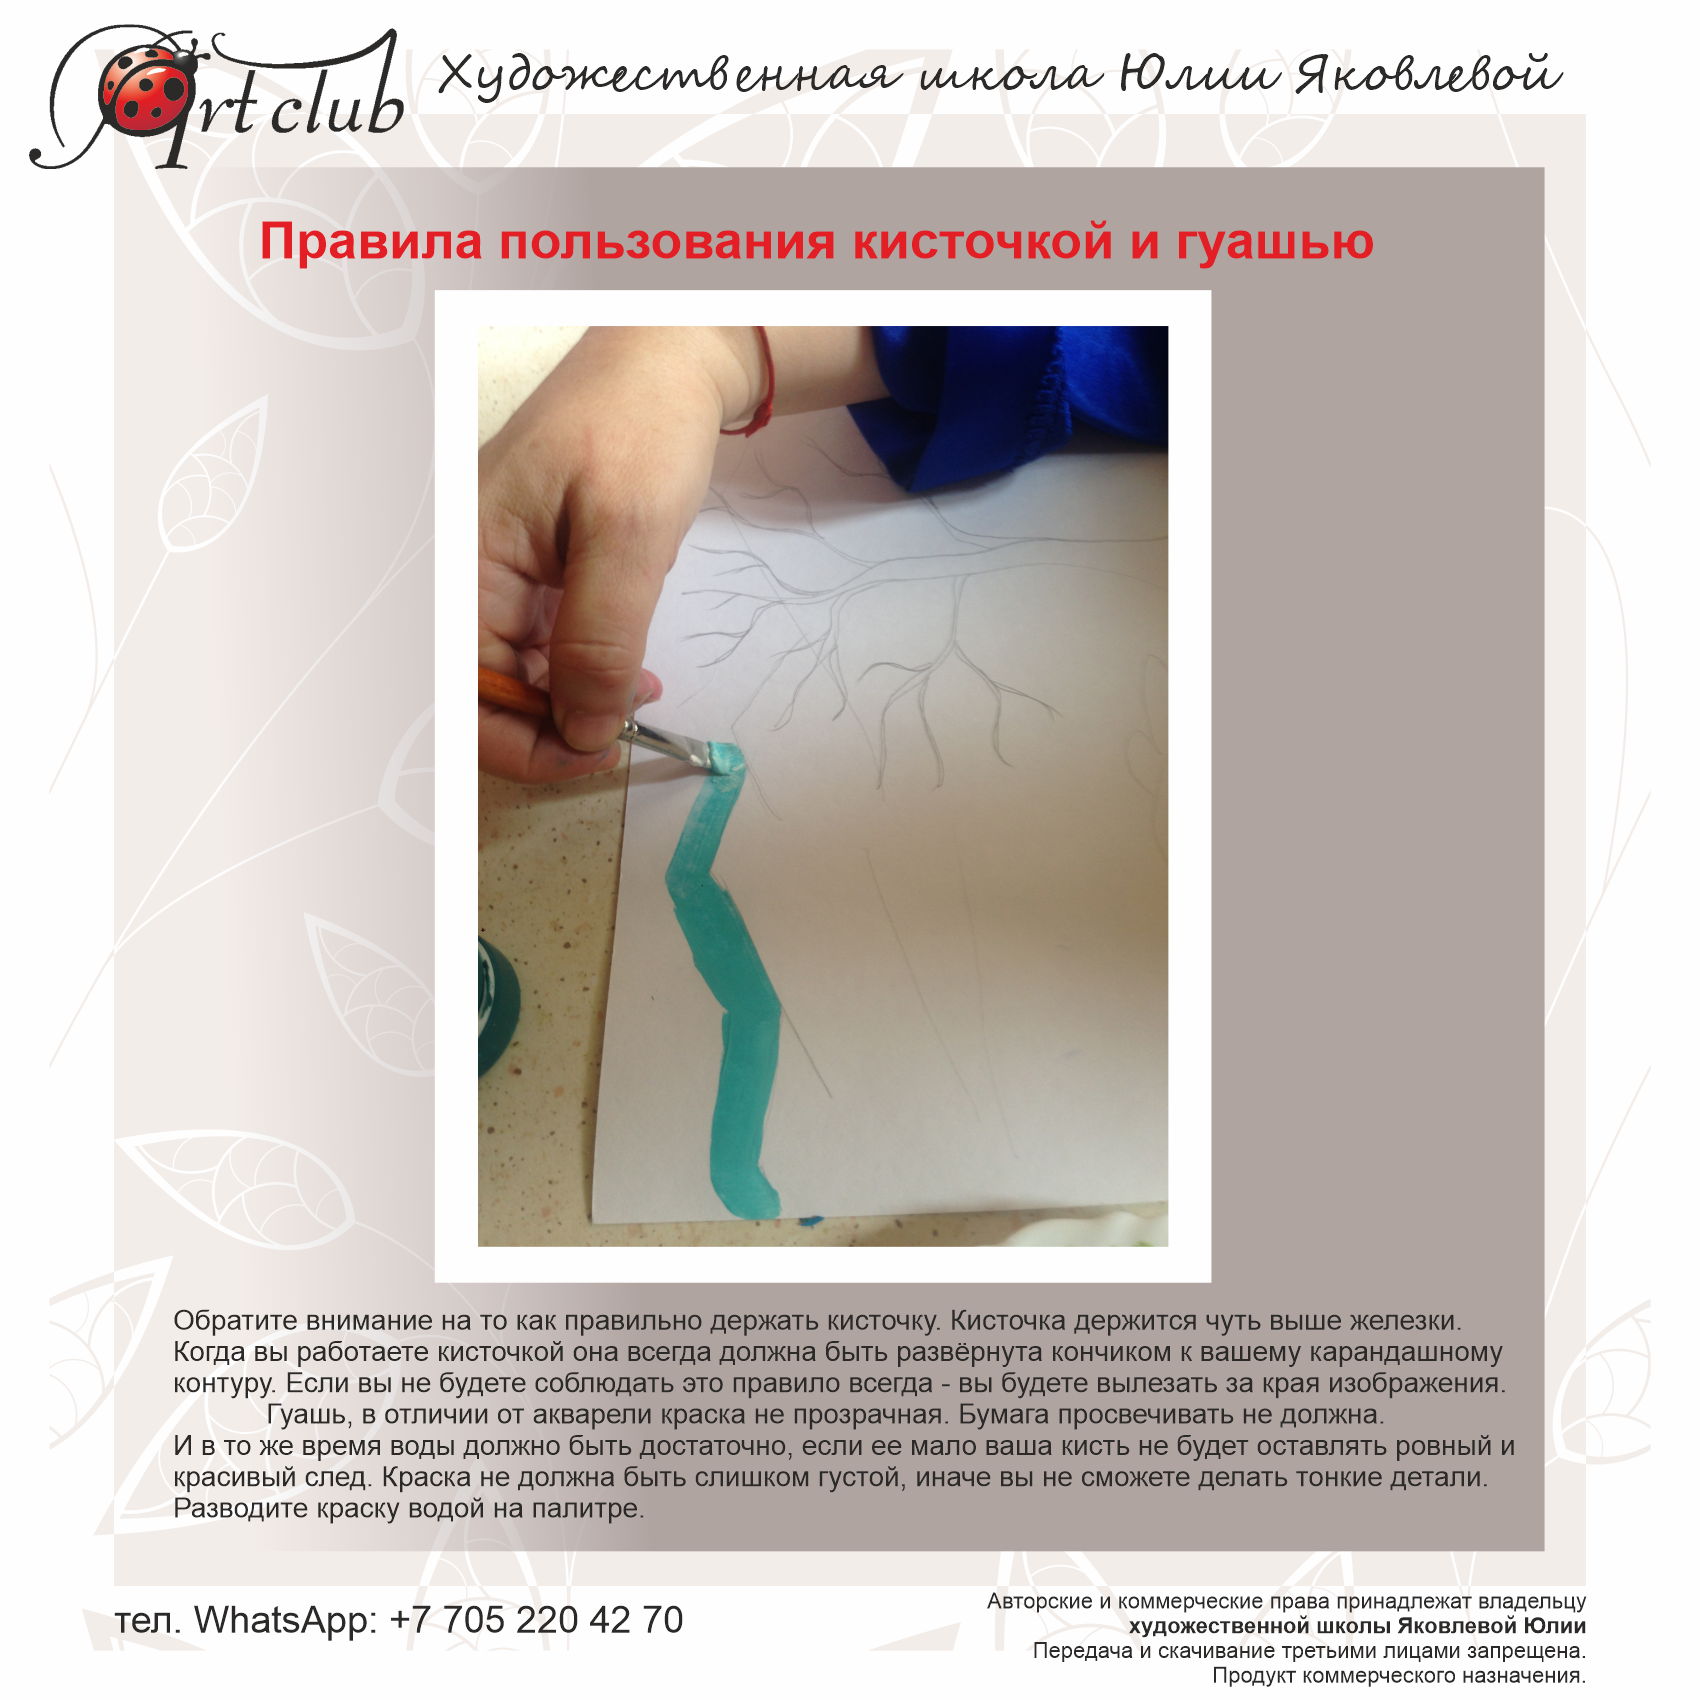 Art club
Художественная школа Юлии Яковлевой
Правила пользования кисточкой и гуашью
Обратите внимание на то как правильно держать кисточку. Кисточка держится чуть выше железки.
Когда вы работаете кисточкой она всегда должна быть развёрнута кончиком к вашему карандашному
контуру. Если вы не будете соблюдать это правило всегда - вы будете вылезать за края изображения.
Гуашь, в отличии от акварели краска не прозрачная. Бумага просвечивать не должна.
И в то же время воды должно быть достаточно, если ее мало ваша кисть не будет оставлять ровный и
красивый след. Краска не должна быть слишком густой, иначе вы не сможете делать тонкие детали.
Разводите краску водой на палитре.
тел. WhatsApp: +7 705 220 42 70
Авторские и коммерческие права принадлежат владельцу
художественной школы Яковлевой Юлии
Передача и скачивание третьими лицами запрещена.
Продукт коммерческого назначения.